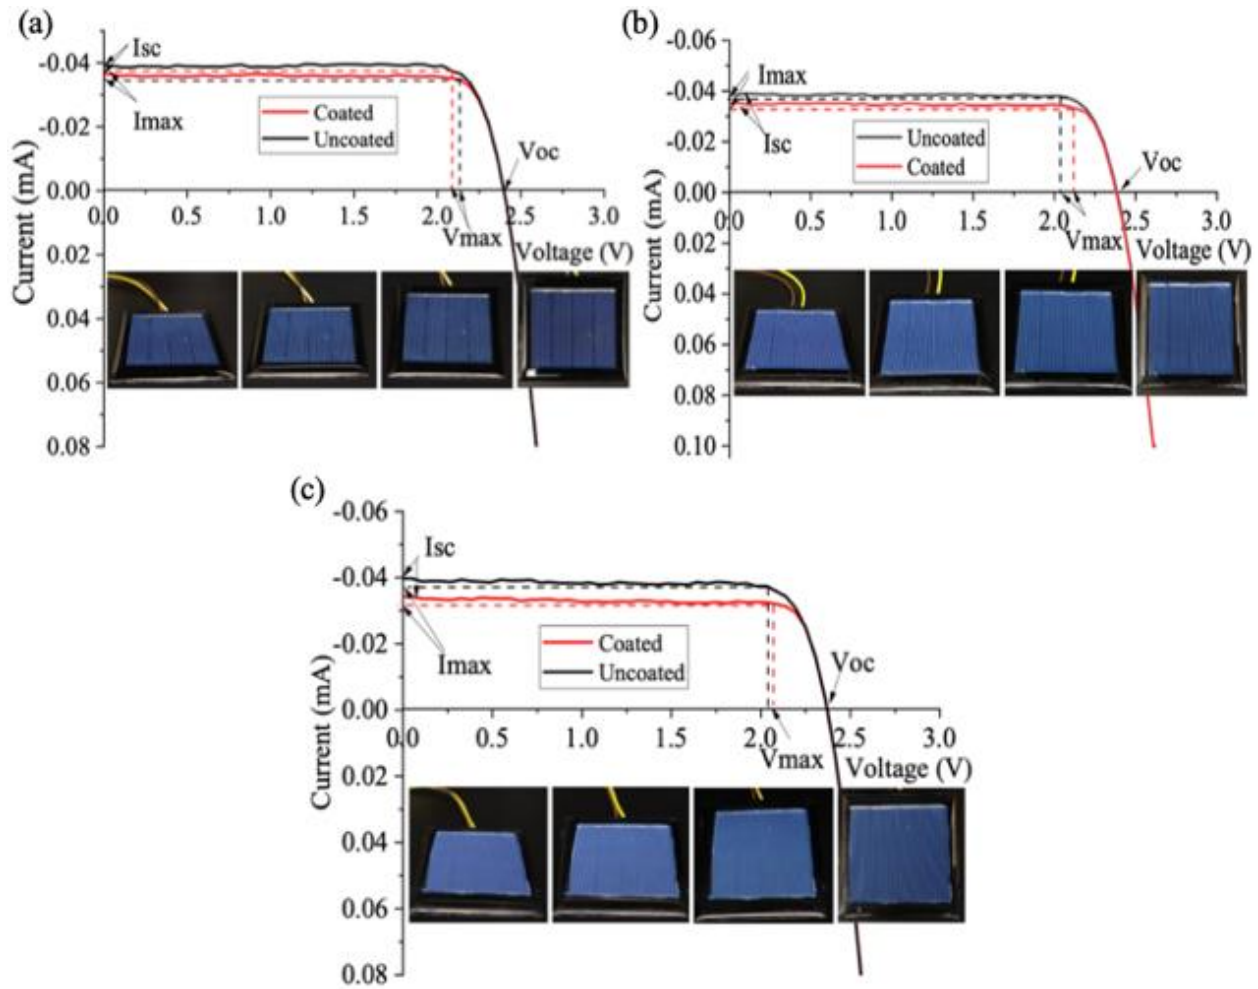 (a)
Isc
-0.04
Imax
-0.02
Coated
Uncoated
Voc
0.00
0.0 0.5 1.0 1.5 2.0 2.5 3.0
Vmax
Voltage (V)
Current (mA)
0.02
0.04
0.06
0.08
(b)
-0.06
Imax
-0.04
Isc
-0.02
Uncoated
Coated
Voc
0.00
0.0 0.5 1.0 1.5 2.0 2.5 3.0
Vmax
Voltage (V)
Current (mA)
0.02
0.04
0.06
0.08
0.10
(c)
-0.06
Isc
-0.04
Imax
-0.02
Coated
Uncoated
Voc
0.00
0.0 0.5 1.0 1.5 2.0 2.5 3.0
Vmax
Voltage (V)
Current (mA)
0.02
0.04
0.06
0.08